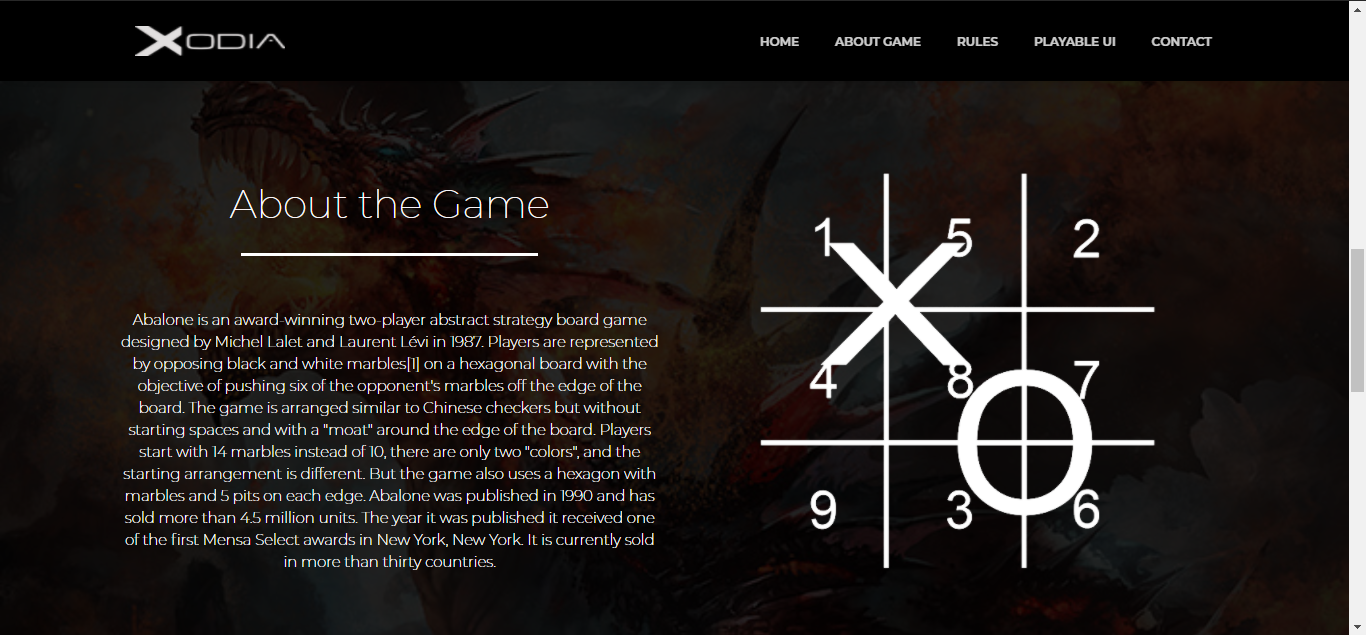 XODIA
HOME ABOUT GAME RULES PLAYABLE UI CONTACT
About the Game
Abalone is an award-winning two-player abstract strategy board game
designed by Michel Lalet and Laurent Lévi in 1987. Players are represented
by opposing black and white marbles[1] on a hexagonal board with the
objective of pushing six of the opponent's marbles off the edge of the
board. The game is arranged similar to Chinese checkers but without
starting spaces and with a "moat" around the edge of the board. Players
start with 14 marbles instead of 10, there are only two "colors", and the
starting arrangement is different. But the game also uses a hexagon with
marbles and 5 pits on each edge. Abalone was published in 1990 and has
sold more than 4.5 million units. The year it was published it received one
of the first Mensa Select awards in New York, New York. It is currently sold
in more than thirty countries.
1 5 2
X
4 8 7
O
9 3 6